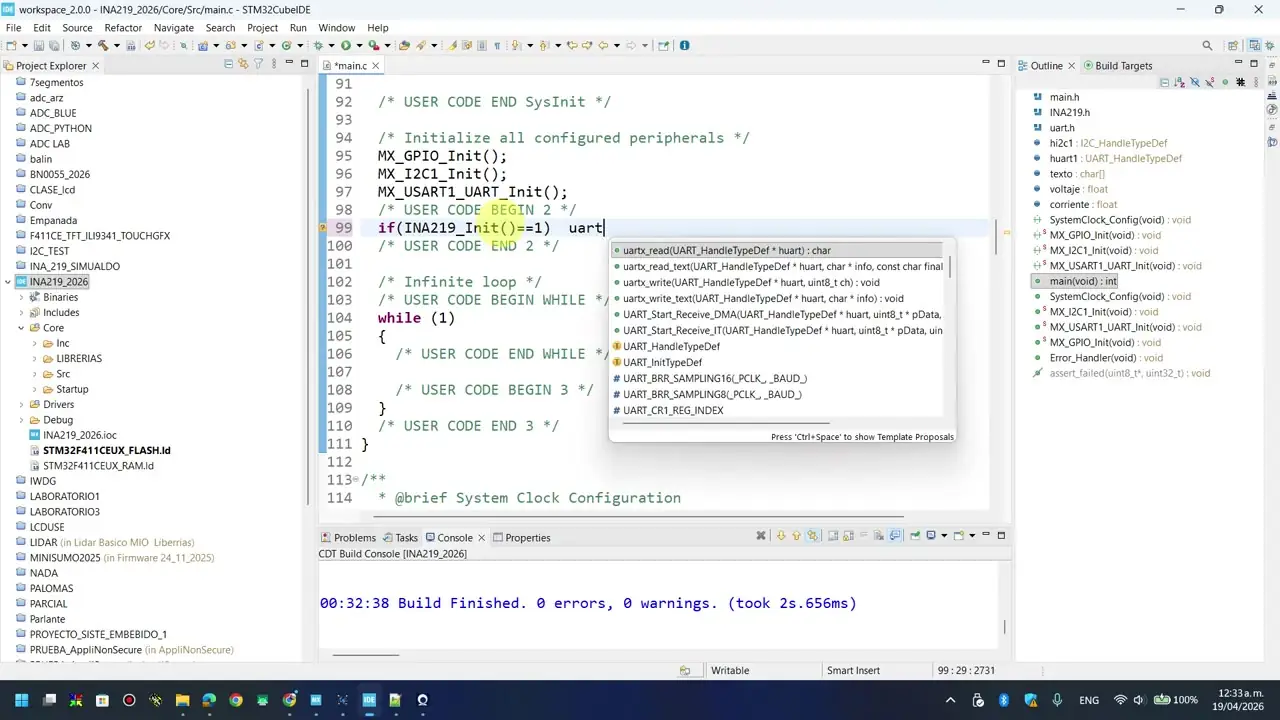 workspace_2.0.0 - INA219_2026/Core/Src/main.c - STM32CubeIDE
File Edit Source Refactor Navigate Search Project Run Window Help
Project Explorer
7segmentos
adc_arz
ADC_BLUE
ADC_PYTHON
ADC LAB
balin
BN0055_2026
CLASE_lcd
Conv
Empanada
F411CE_TFT_ILI9341_TOUCHGFX
I2C_TEST
INA_219_SIMUALDO
INA219_2026
Binaries
Includes
Core
Inc
LIBRERIAS
Src
Startup
Drivers
Debug
INA219_2026.ioc
STM32F411CEUX_FLASH.ld
STM32F411CEUX_RAM.ld
IWDG
LABORATORIO1
LABORATORIO3
LCDUSE
LIDAR (in Lidar Basico MIO Liberrias)
MINISUMO2025 (in Firmware 24_11_2025)
NADA
PALOMAS
PARCIAL
Parlante
PROYECTO_SISTE_EMBEBIDO_1
PRUEBA_AppliNonSecure (in AppliNonSecure)
*main.c
91
92 /* USER CODE END SysInit */
93
94 /* Initialize all configured peripherals */
95 MX_GPIO_Init();
96 MX_I2C1_Init();
97 MX_USART1_UART_Init();
98 /* USER CODE BEGIN 2 */
99 if(INA219_Init()==1) uart
100 /* USER CODE END 2 */
101
102 /* Infinite loop */
103 /* USER CODE BEGIN WHILE */
104 while (1)
105 {
106 /* USER CODE END WHILE */
107
108 /* USER CODE BEGIN 3 */
109 }
110 /* USER CODE END 3 */
111 }
112
113 /**
114 * @brief System Clock Configuration
uartx_read(UART_HandleTypeDef * huart) : char
uartx_read_text(UART_HandleTypeDef * huart, char * info, const char final
uartx_write(UART_HandleTypeDef * huart, uint8_t ch) : void
uartx_write_text(UART_HandleTypeDef * huart, char * info) : void
UART_Start_Receive_DMA(UART_HandleTypeDef * huart, uint8_t * pData,
UART_Start_Receive_IT(UART_HandleTypeDef * huart, uint8_t * pData, uin
UART_HandleTypeDef
UART_InitTypeDef
# UART_BRR_SAMPLING16(_PCLK_, _BAUD_)
# UART_BRR_SAMPLING8(_PCLK_, _BAUD_)
# UART_CR1_REG_INDEX
Press 'Ctrl+Space' to show Template Proposals
Problems Tasks Console Properties
CDT Build Console [INA219_2026]
00:32:38 Build Finished. 0 errors, 0 warnings. (took 2s.656ms)
Outline Build Targets
main.h
INA219.h
uart.h
hi2c1 : I2C_HandleTypeDef
huart1 : UART_HandleTypeDef
texto : char[]
voltaje : float
corriente : float
SystemClock_Config(void) : void
MX_GPIO_Init(void) : void
MX_I2C1_Init(void) : void
MX_USART1_UART_Init(void) : void
main(void) : int
SystemClock_Config(void) : void
MX_I2C1_Init(void) : void
MX_USART1_UART_Init(void) : void
MX_GPIO_Init(void) : void
Error_Handler(void) : void
assert_failed(uint8_t*, uint32_t) : void
Writable Smart Insert 99 : 29 : 2731
IDE ENG 100% 12:33 a. m.
19/04/2026